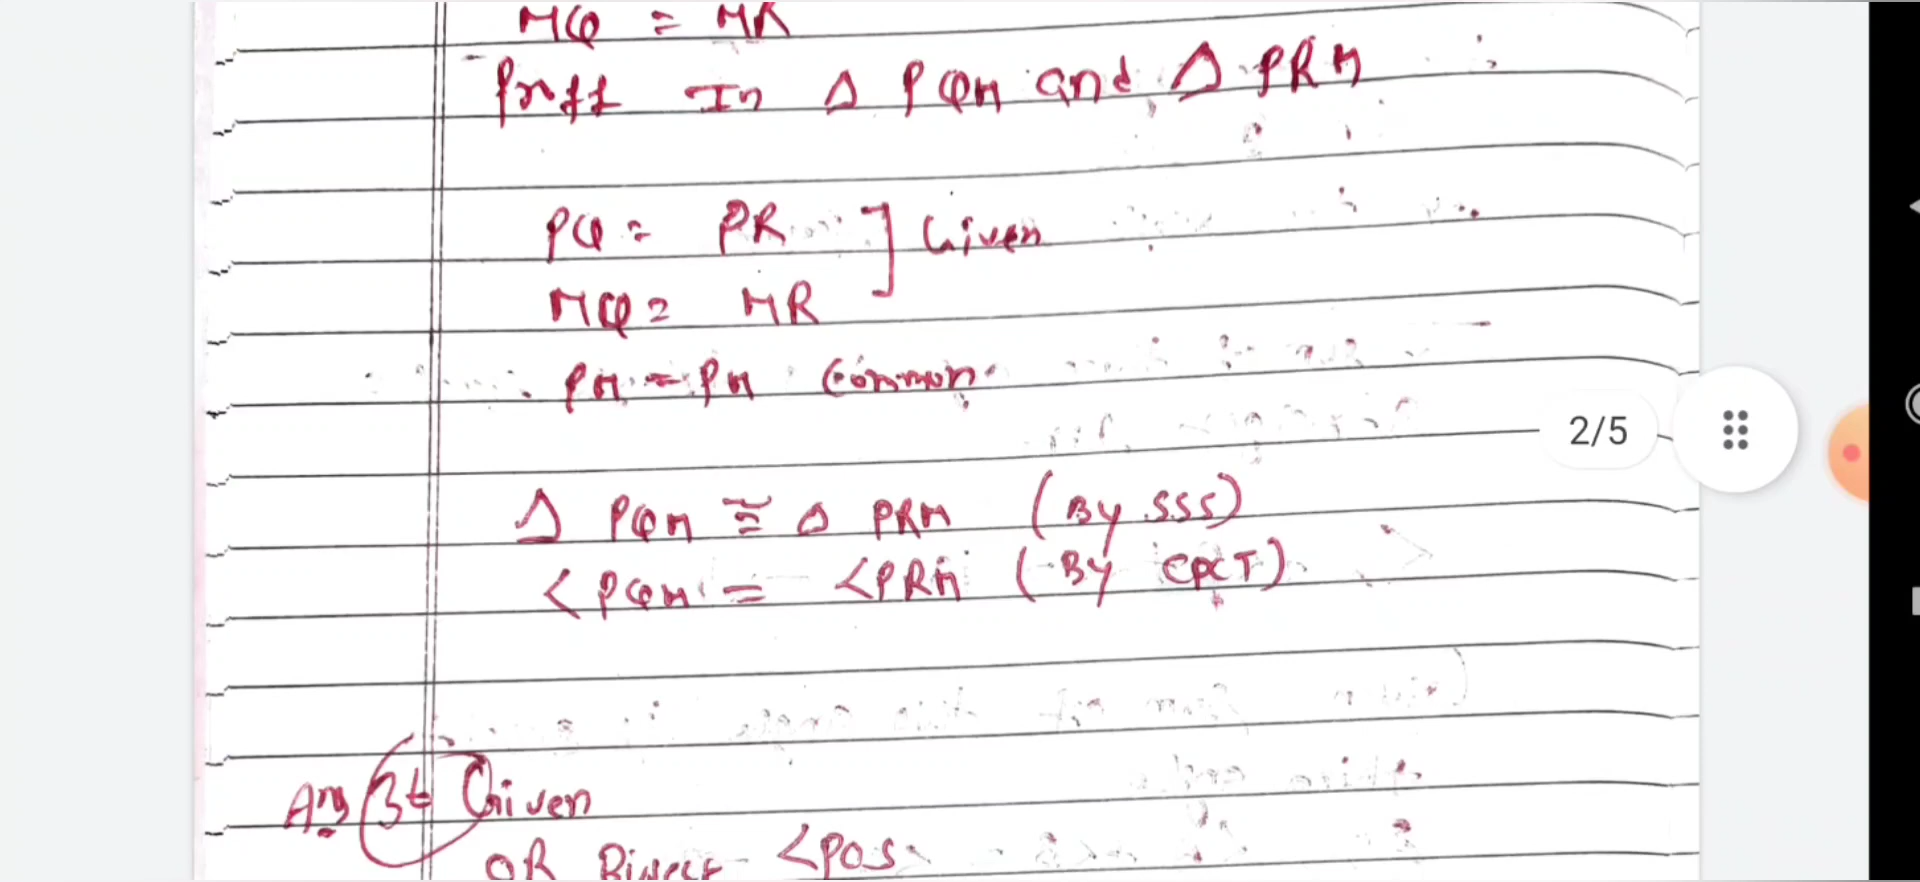 MQ = MR
Proff In Δ PQM and Δ PRM
PQ = PR ] Given
MQ = MR
PM = PM Common
2/5
Δ PQM ≅ Δ PRM (By SSS)
<PQM = <PRM (By CPCT)
Ans 3t Given
OR Bisect <POS